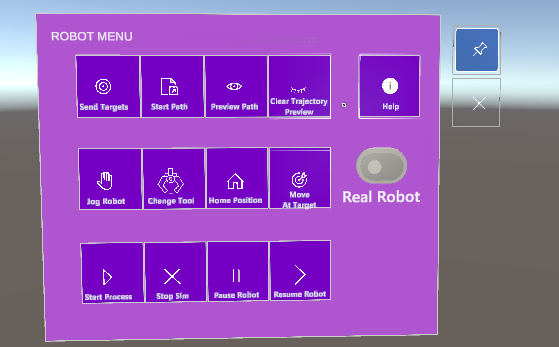 ROBOT MENU
Send Targets
Start Path
Preview Path
Clear Trajectory
Preview
Help
Jog Robot
Change Tool
Home Position
Move
At Target
Real Robot
Start Process
Stop Sim
Pause Robot
Resume Robot